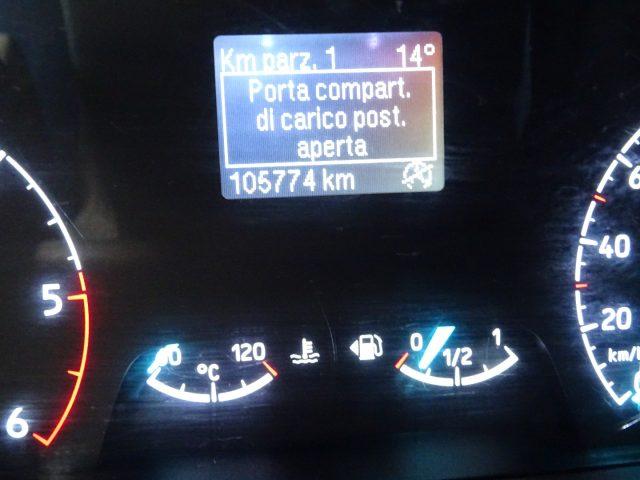 Km parz. 1 14°
Porta compart.
di carico post.
aperta
105774 km
5
6
120
°C
0
1/2
1
60
40
20